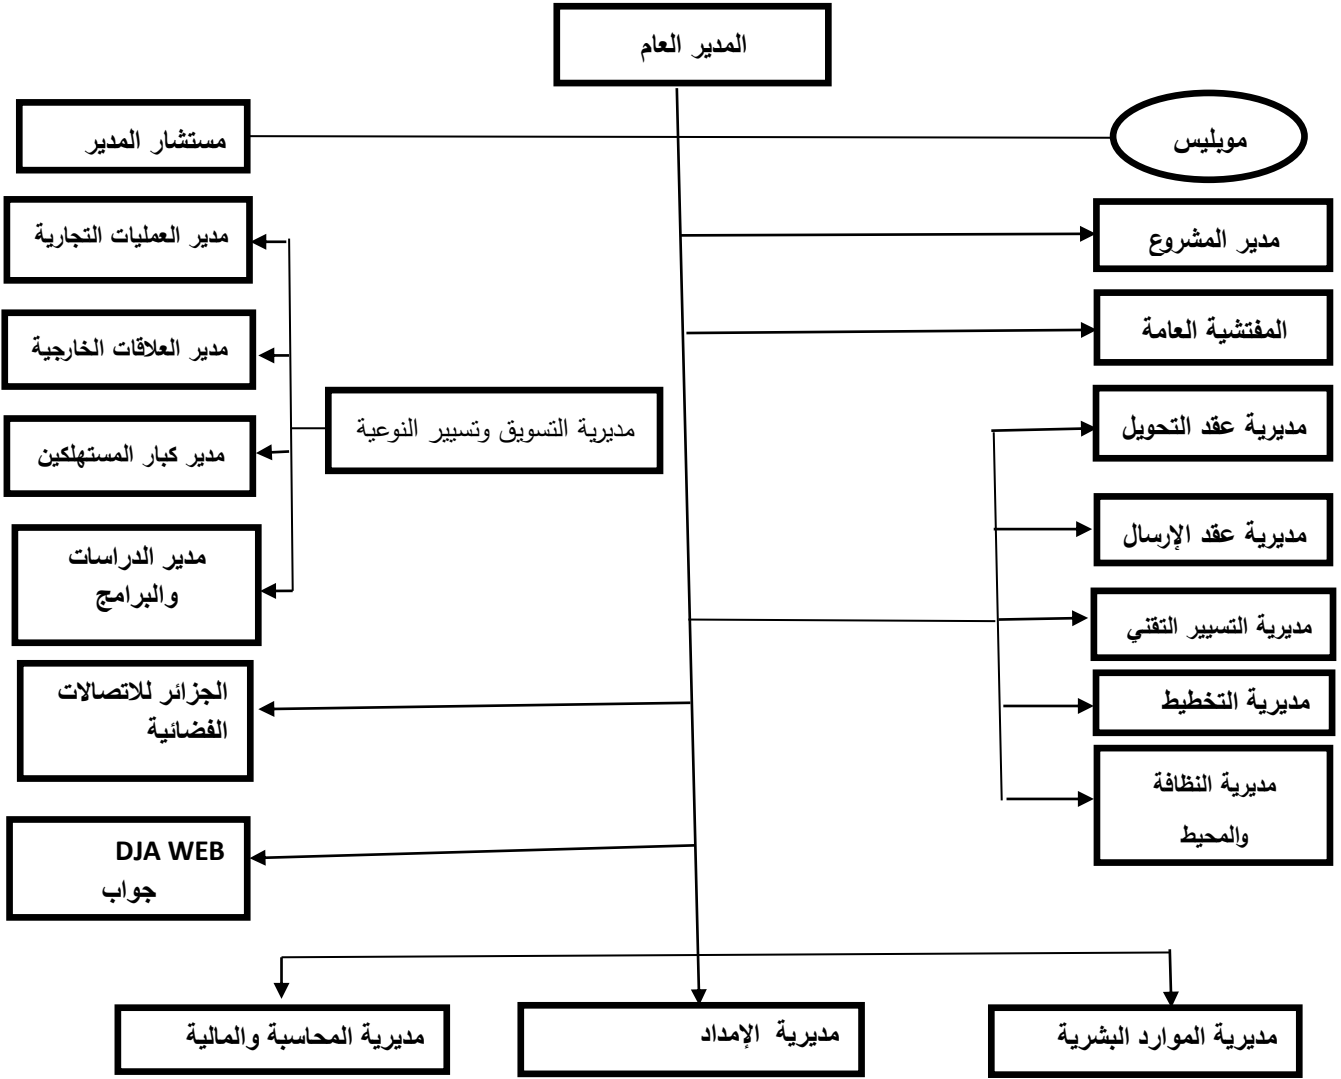 المدير العام
موبليس
مستشار المدير
مدير المشروع
مدير العمليات التجارية
المفتشية العامة
مدير العلاقات الخارجية
مديرية عقد التحويل
مديرية التسويق وتسيير النوعية
مدير كبار المستهلكين
مديرية عقد الإرسال
مدير الدراسات
والبرامج
مديرية التسيير التقني
الجزائر للاتصالات
الفضائية
مديرية التخطيط
مديرية النظافة
والمحيط
DJA WEB
جواب
مديرية الموارد البشرية
مديرية الإمداد
مديرية المحاسبة والمالية